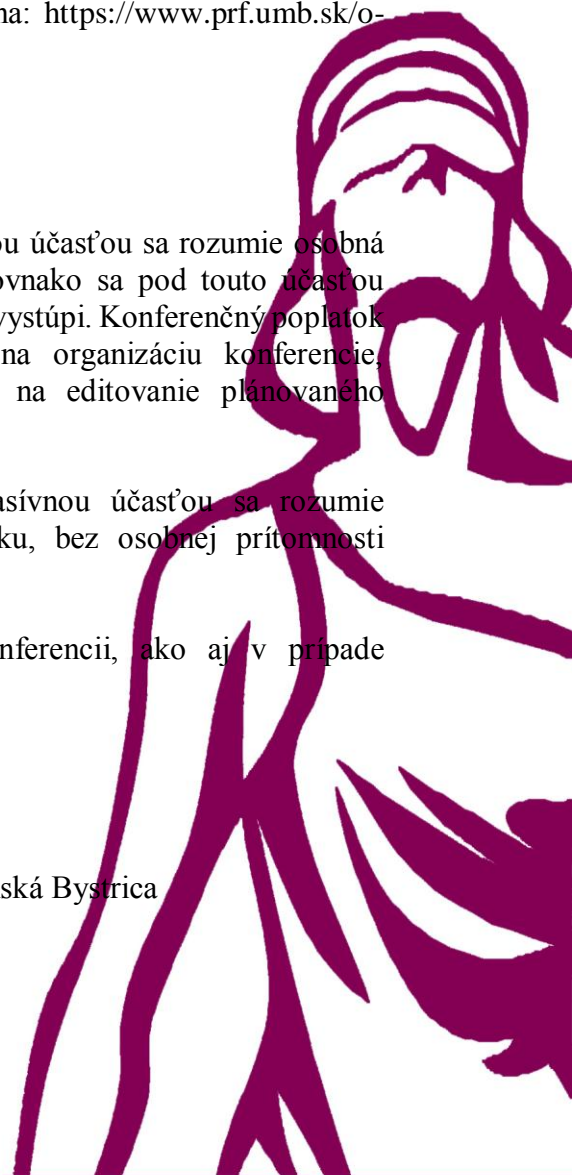 na: https://www.prf.umb.sk/o-
ou účasťou sa rozumie osobná
ovnako sa pod touto účasťou
vystúpi. Konferenčný poplatok
na organizáciu konferencie,
na editovanie plánovaného
asívnou účasťou sa rozumie
ku, bez osobnej prítomnosti
nferencii, ako aj v prípade
ská Bystrica